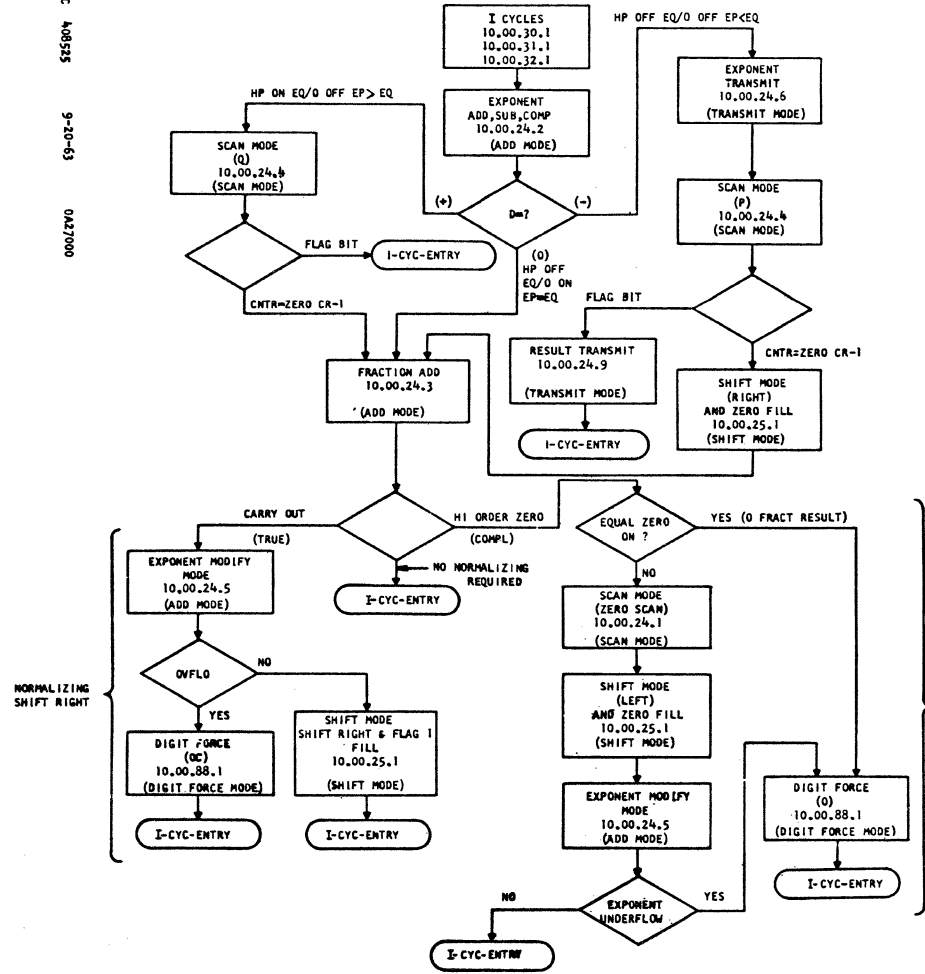 C 408525 9-20-63 0A27000
I CYCLES
10.00.30.1
10.00.31.1
10.00.32.1
HP OFF EQ/O OFF EP<EQ
EXPONENT
TRANSMIT
10.00.24.6
(TRANSMIT MODE)
HP ON EQ/O OFF EP> EQ
EXPONENT
ADD,SUB,COMP
10.00.24.2
(ADD MODE)
SCAN MODE
(Q)
10.00.24.4
(SCAN MODE)
(+)
D=?
(-)
SCAN MODE
(P)
10.00.24.4
(SCAN MODE)
FLAG BIT
I-CYC-ENTRY
(0)
HP OFF
EQ/O ON
EP=EQ
CNTR=ZERO CR-1
FLAG BIT
CNTR=ZERO CR-1
FRACTION ADD
10.00.24.3
(ADD MODE)
RESULT TRANSMIT
10.00.24.9
(TRANSMIT MODE)
I-CYC-ENTRY
SHIFT MODE
(RIGHT)
AND ZERO FILL
10.00.25.1
(SHIFT MODE)
CARRY OUT
(TRUE)
HI ORDER ZERO
(COMPL)
EQUAL ZERO
ON ?
YES (O FRACT RESULT)
NO NORMALIZING
REQUIRED
I-CYC-ENTRY
NO
EXPONENT MODIFY
MODE
10.00.24.5
(ADD MODE)
SCAN MODE
(ZERO SCAN)
10.00.24.1
(SCAN MODE)
OVFLO
NO
YES
NORMALIZING
SHIFT RIGHT
SHIFT MODE
(LEFT)
AND ZERO FILL
10.00.25.1
(SHIFT MODE)
DIGIT FORCE
(OC)
10.00.88.1
(DIGIT FORCE MODE)
SHIFT MODE
SHIFT RIGHT & FLAG 1
FILL
10.00.25.1
(SHIFT MODE)
EXPONENT MODIFY
MODE
10.00.24.5
(ADD MODE)
DIGIT FORCE
(0)
10.00.88.1
(DIGIT FORCE MODE)
I-CYC-ENTRY
I-CYC-ENTRY
I-CYC-ENTRY
NO
EXPONENT
UNDERFLOW
YES
I-CYC-ENTRY